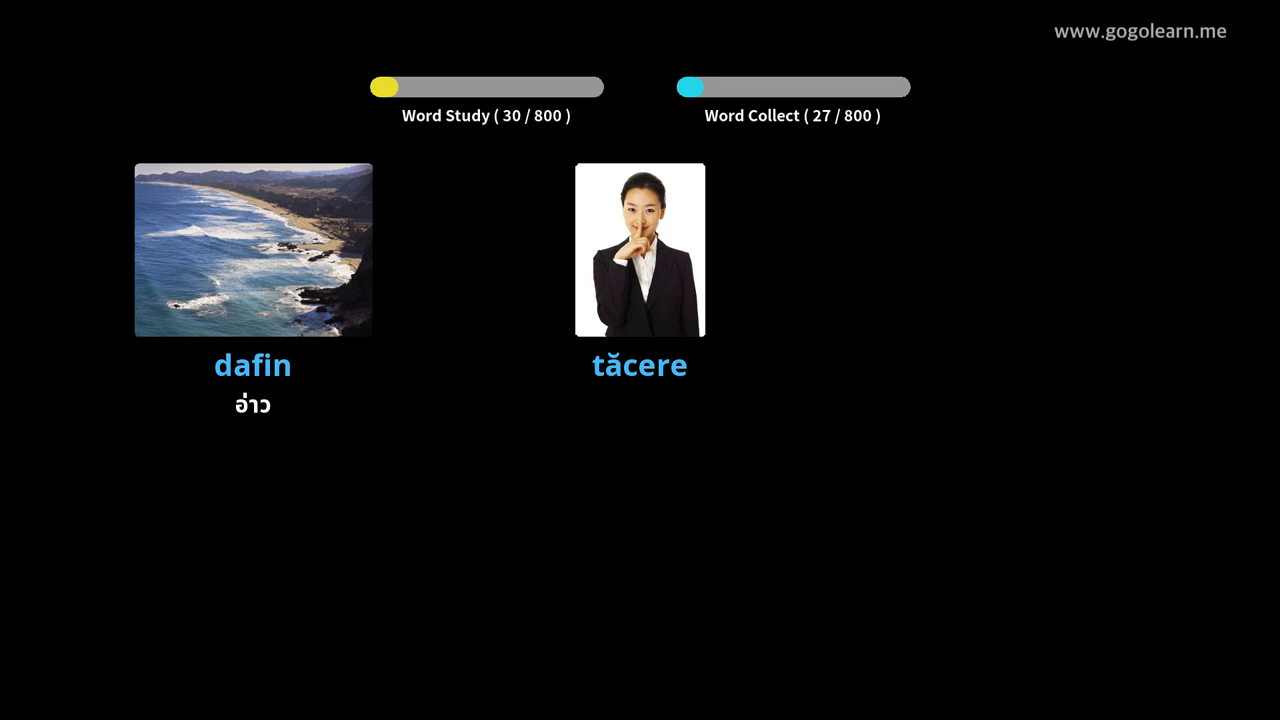 www.gogolearn.me
Word Study ( 30 / 800 )
Word Collect ( 27 / 800 )
dafin
อ่าว
tăcere